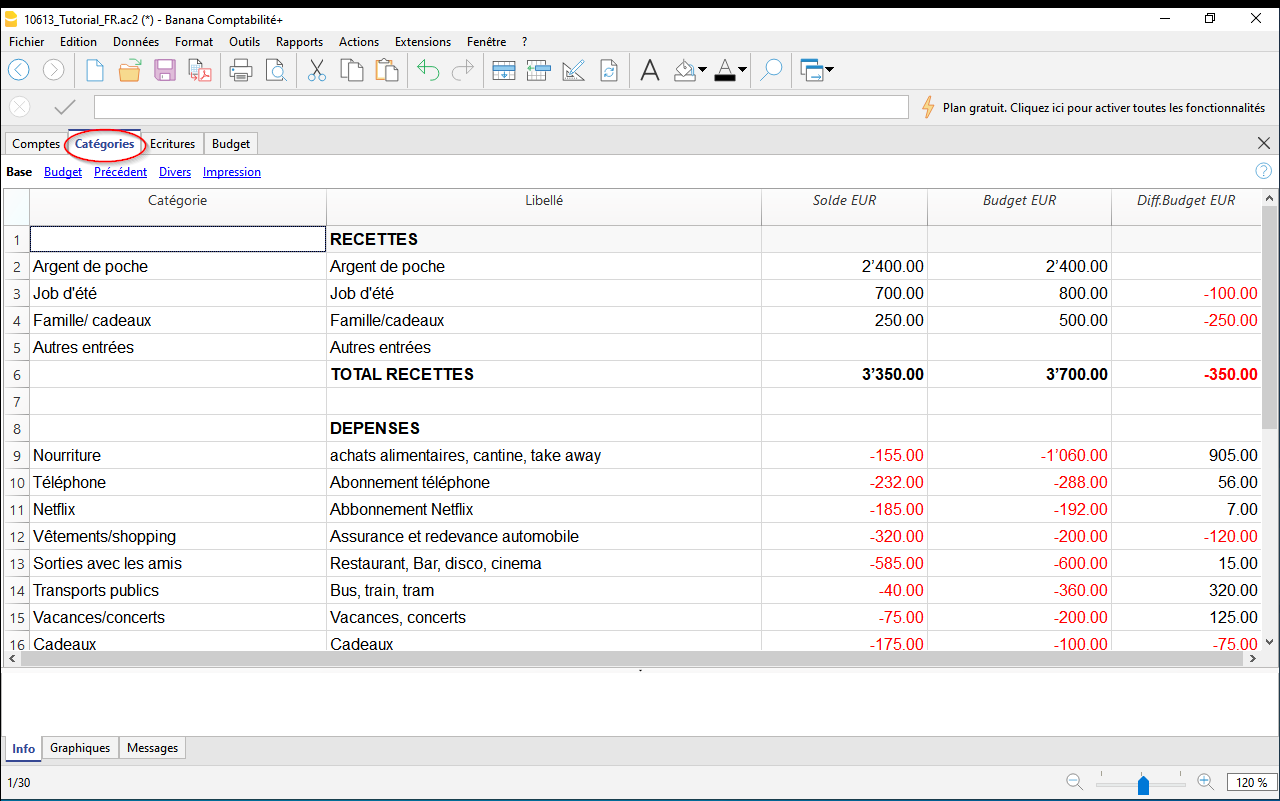 10613_Tutorial_FR.ac2 (*) - Banana Comptabilité+
Fichier Edition Données Format Outils Rapports Actions Extensions Fenêtre ?
Plan gratuit. Cliquez ici pour activer toutes les fonctionnalités
Comptes Catégories Ecritures Budget
Base Budget Précédent Divers Impression
Catégorie Libellé Solde EUR Budget EUR Diff.Budget EUR
1 RECETTES
2 Argent de poche Argent de poche 2’400.00 2’400.00
3 Job d'été Job d'été 700.00 800.00 -100.00
4 Famille/ cadeaux Famille/cadeaux 250.00 500.00 -250.00
5 Autres entrées Autres entrées
6 TOTAL RECETTES 3’350.00 3’700.00 -350.00
7
8 DEPENSES
9 Nourriture achats alimentaires, cantine, take away -155.00 -1’060.00 905.00
10 Téléphone Abonnement téléphone -232.00 -288.00 56.00
11 Netflix Abbonnement Netflix -185.00 -192.00 7.00
12 Vêtements/shopping Assurance et redevance automobile -320.00 -200.00 -120.00
13 Sorties avec les amis Restaurant, Bar, disco, cinema -585.00 -600.00 15.00
14 Transports publics Bus, train, tram -40.00 -360.00 320.00
15 Vacances/concerts Vacances, concerts -75.00 -200.00 125.00
16 Cadeaux Cadeaux -175.00 -100.00 -75.00
Info Graphiques Messages
1/30 120 %